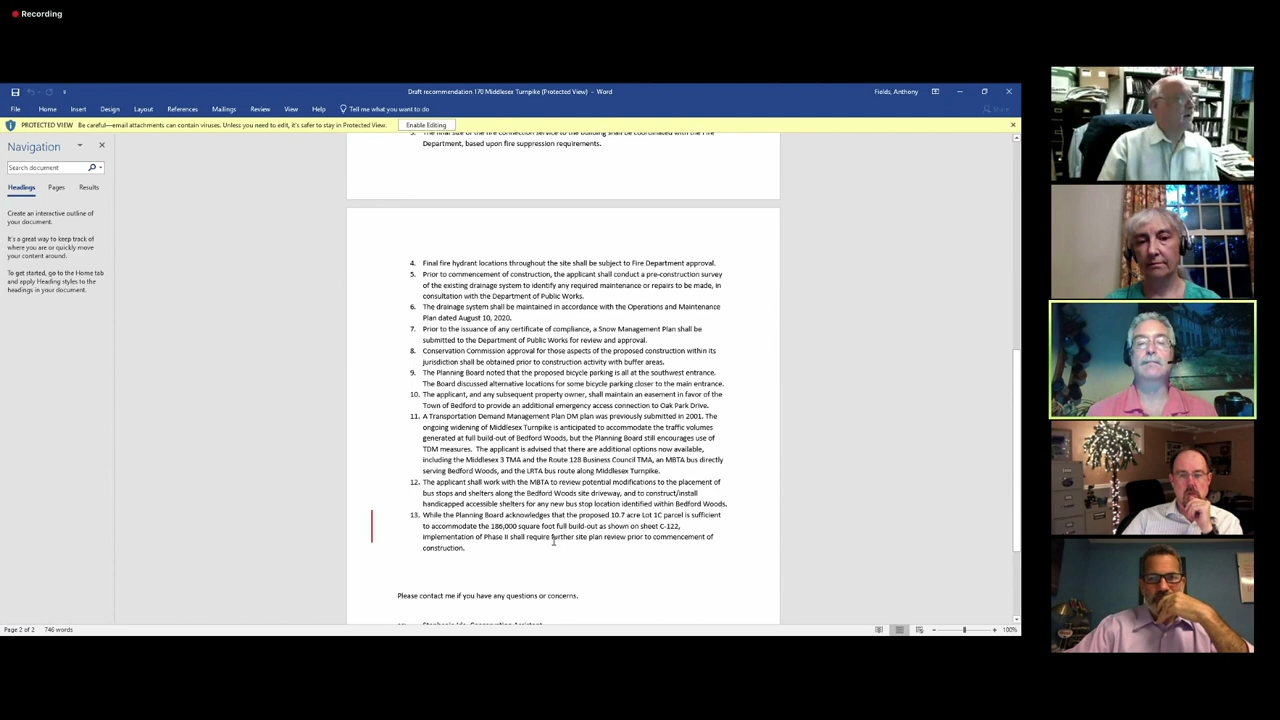 Recording
Draft recommendation 170 Middlesex Turnpike (Protected View) - Word
Fields, Anthony
File Home Insert Design Layout References Mailings Review View Help Tell me what you want to do
Share
PROTECTED VIEW Be careful—email attachments can contain viruses. Unless you need to edit, it's safer to stay in Protected View. Enable Editing
Navigation
Search document
Headings Pages Results
Create an interactive outline of your document.
It's a great way to keep track of where you are or quickly move your content around.
To get started, go to the Home tab and apply Heading styles to the headings in your document.
3. The final size of the fire connection service to the building shall be coordinated with the Fire
Department, based upon fire suppression requirements.
4. Final fire hydrant locations throughout the site shall be subject to Fire Department approval.
5. Prior to commencement of construction, the applicant shall conduct a pre-construction survey
of the existing drainage system to identify any required maintenance or repairs to be made, in
consultation with the Department of Public Works.
6. The drainage system shall be maintained in accordance with the Operations and Maintenance
Plan dated August 10, 2020.
7. Prior to the issuance of any certificate of compliance, a Snow Management Plan shall be
submitted to the Department of Public Works for review and approval.
8. Conservation Commission approval for those aspects of the proposed construction within its
jurisdiction shall be obtained prior to construction activity with buffer areas.
9. The Planning Board noted that the proposed bicycle parking is all at the southwest entrance.
The Board discussed alternative locations for some bicycle parking closer to the main entrance.
10. The applicant, and any subsequent property owner, shall maintain an easement in favor of the
Town of Bedford to provide an additional emergency access connection to Oak Park Drive.
11. A Transportation Demand Management Plan DM plan was previously submitted in 2001. The
ongoing widening of Middlesex Turnpike is anticipated to accommodate the traffic volumes
generated at full build-out of Bedford Woods, but the Planning Board still encourages use of
TDM measures. The applicant is advised that there are additional options now available,
including the Middlesex 3 TMA and the Route 128 Business Council TMA, an MBTA bus directly
serving Bedford Woods, and the LRTA bus route along Middlesex Turnpike.
12. The applicant shall work with the MBTA to review potential modifications to the placement of
bus stops and shelters along the Bedford Woods site driveway, and to construct/install
handicapped accessible shelters for any new bus stop location identified within Bedford Woods.
13. While the Planning Board acknowledges that the proposed 10.7 acre Lot 1C parcel is sufficient
to accommodate the 186,000 square foot full build-out as shown on sheet C-122,
implementation of Phase II shall require further site plan review prior to commencement of
construction.
Please contact me if you have any questions or concerns.
Page 2 of 2 746 words
100%